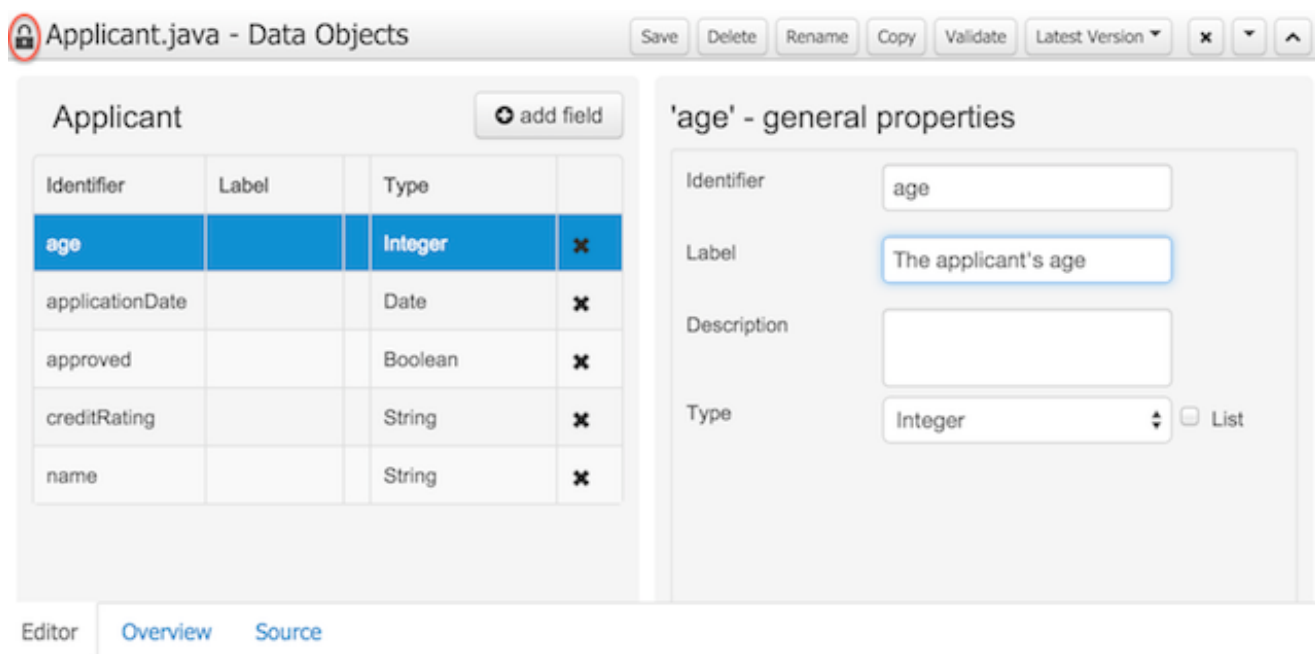 Applicant.java - Data Objects
Save Delete Rename Copy Validate Latest Version
Applicant
add field
Identifier Label Type
age Integer
applicationDate Date
approved Boolean
creditRating String
name String
'age' - general properties
Identifier age
Label The applicant's age
Description
Type Integer List
Editor Overview Source